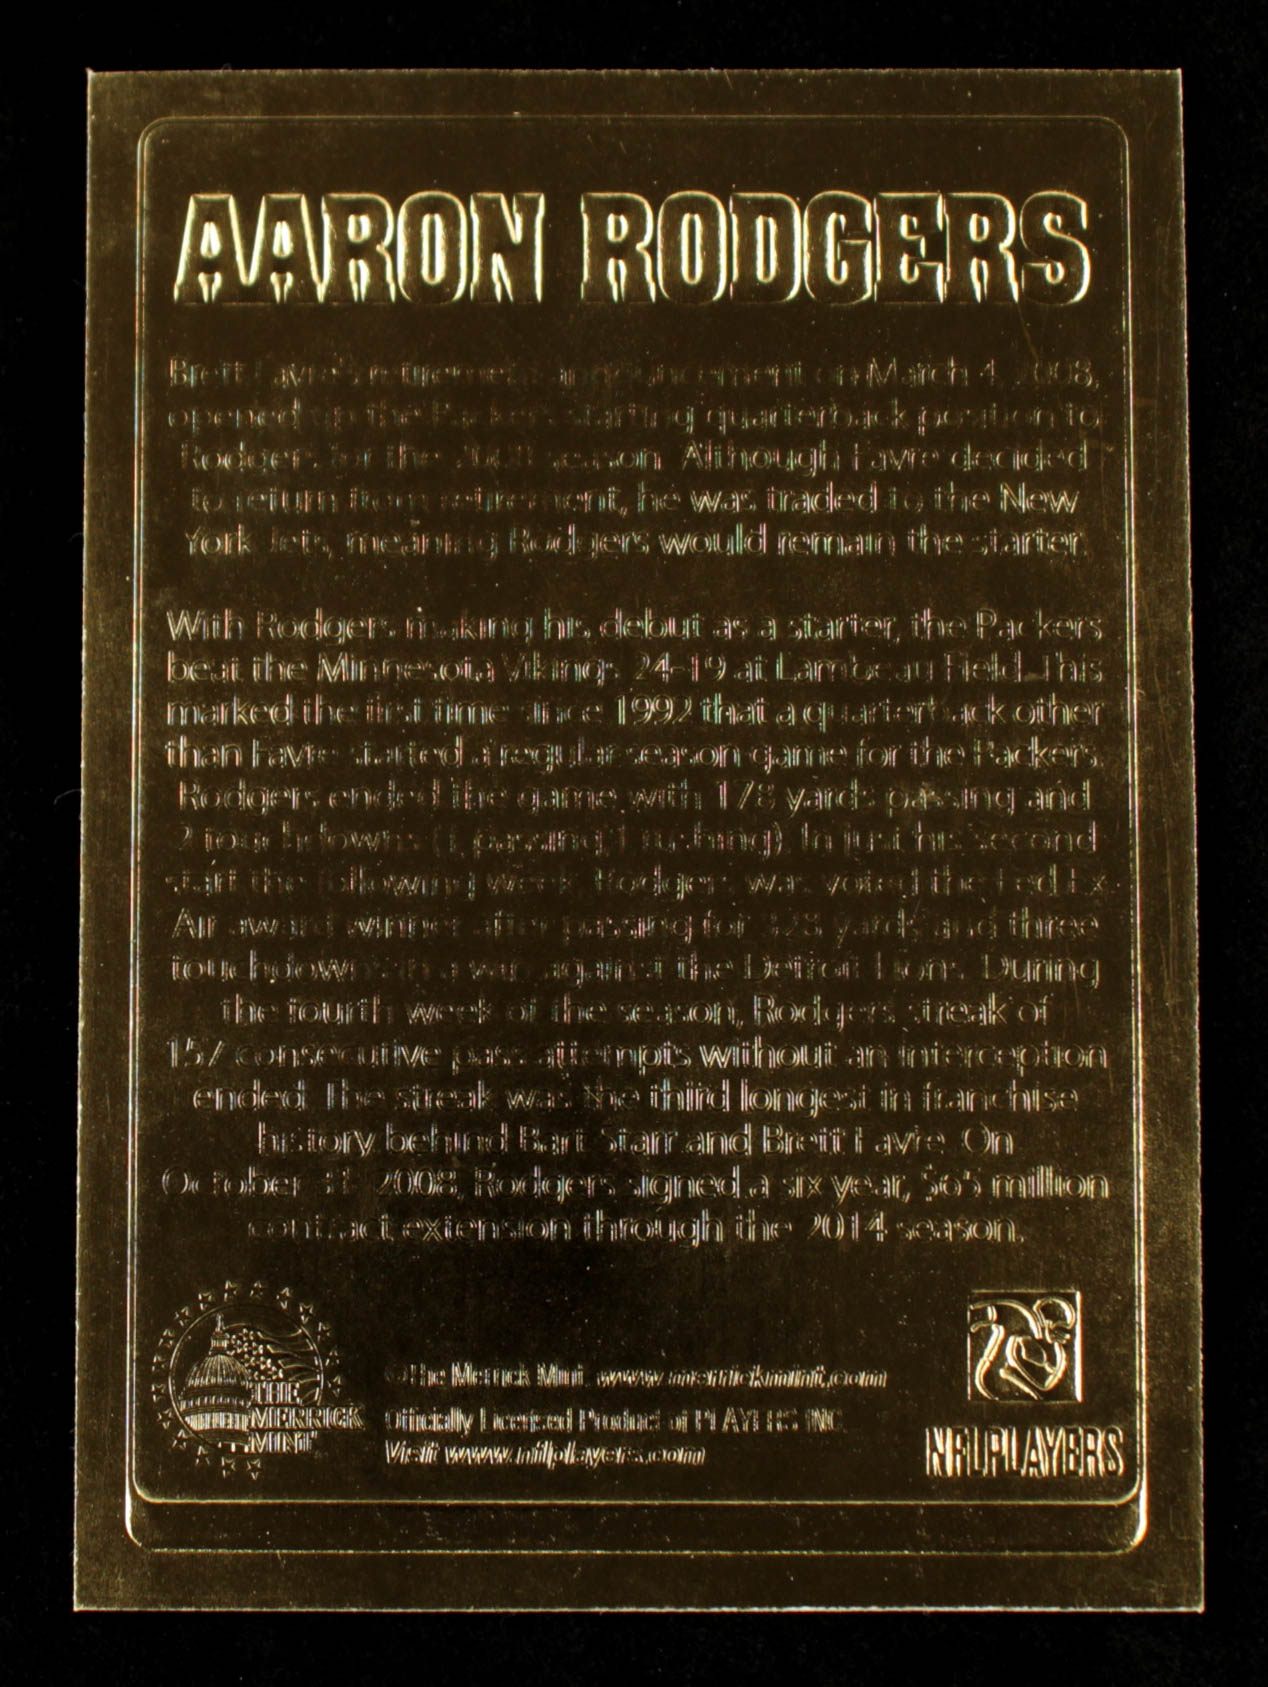 AARON RODGERS
Brett Favre's retirement announcement on March 4, 2008,
opened up the Packers starting quarterback position to
Rodgers for the 2008 season. Although Favre decided
to return from retirement, he was traded to the New
York Jets, meaning Rodgers would remain the starter.
With Rodgers making his debut as a starter, the Packers
beat the Minnesota Vikings 24-19 at Lambeau Field. This
marked the first time since 1992 that a quarterback other
than Favre started a regular season game for the Packers.
Rodgers ended the game with 178 yards passing and
2 touchdowns (1 passing, 1 rushing). In just his second
start the following week, Rodgers was voted the Fed Ex
Air award winner after passing for 328 yards and three
touchdowns in a win against the Detroit Lions. During
the fourth week of the season, Rodgers streak of
157 consecutive pass attempts without an interception
ended. The streak was the third longest in franchise
history behind Bart Starr and Brett Favre. On
October 31, 2008, Rodgers signed a six year, $65 million
contract extension through the 2014 season.
THE
MERRICK
MINT
©The Merrick Mint www.merrickmint.com
Officially Licensed Product of PLAYERS INC.
Visit www.nflplayers.com
NFLPLAYERS